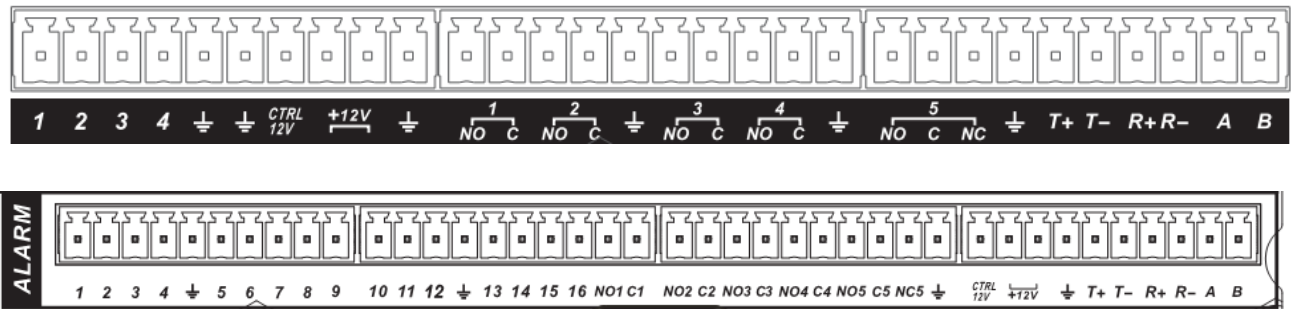 1 2 3 4 5
1 2 3 4 ⏚ ⏚ CTRL 12V +12V ⏚ NO C NO C ⏚ NO C NO C ⏚ NO C NC ⏚ T+ T− R+ R− A B
ALARM
1 2 3 4 ⏚ 5 6 7 8 9 10 11 12 ⏚ 13 14 15 16 NO1 C1 NO2 C2 NO3 C3 NO4 C4 NO5 C5 NC5 ⏚ CTRL 12V +12V ⏚ T+ T− R+ R− A B